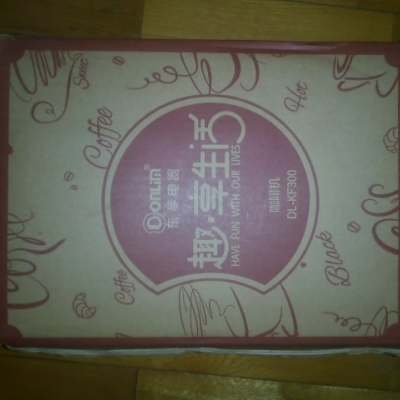 Sweet
Coffee
Hot
DonLim®
东菱电器
趣·享生活
HAVE FUN WITH OUR LIVES
咖啡机
DL-KF300
Coffee
Black
Coffee